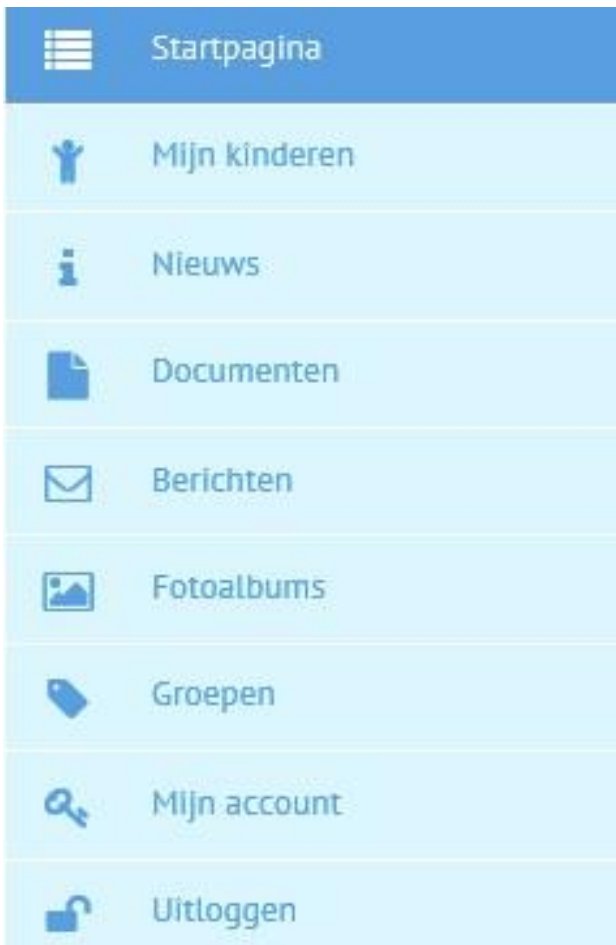 Startpagina
Mijn kinderen
Nieuws
Documenten
Berichten
Fotoalbums
Groepen
Mijn account
Uitloggen